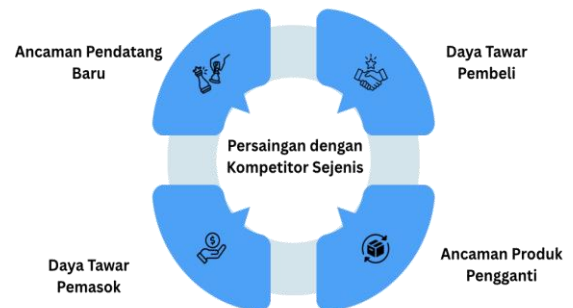 Ancaman Pendatang
Baru
Daya Tawar
Pembeli
Persaingan dengan
Kompetitor Sejenis
Daya Tawar
Pemasok
Ancaman Produk
Pengganti